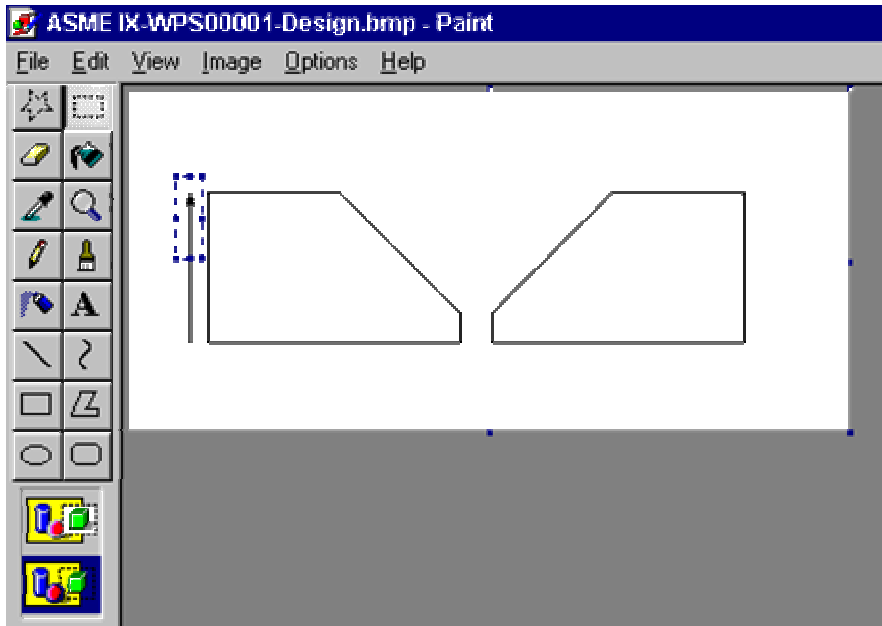 ASME IX-WPS00001-Design.bmp - Paint
File Edit View Image Options Help
A